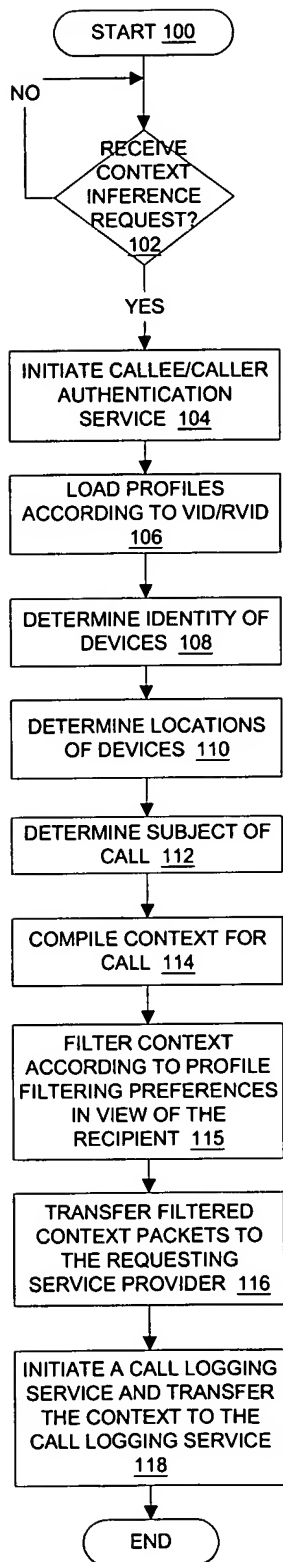 START 100
NO
RECEIVE
CONTEXT
INFERENCE
REQUEST?
102
YES
INITIATE CALLEE/CALLER
AUTHENTICATION
SERVICE 104
LOAD PROFILES
ACCORDING TO VID/RVID
106
DETERMINE IDENTITY OF
DEVICES 108
DETERMINE LOCATIONS
OF DEVICES 110
DETERMINE SUBJECT OF
CALL 112
COMPILE CONTEXT FOR
CALL 114
FILTER CONTEXT
ACCORDING TO PROFILE
FILTERING PREFERENCES
IN VIEW OF THE
RECIPIENT 115
TRANSFER FILTERED
CONTEXT PACKETS TO
THE REQUESTING
SERVICE PROVIDER 116
INITIATE A CALL LOGGING
SERVICE AND TRANSFER
THE CONTEXT TO THE
CALL LOGGING SERVICE
118
END